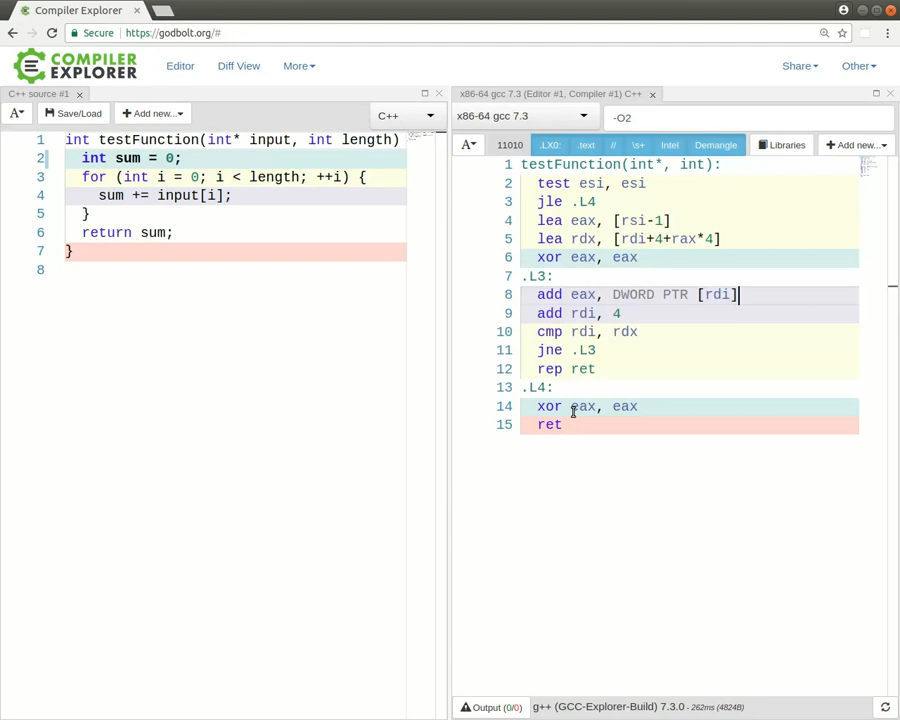 Compiler Explorer
Secure https://godbolt.org/#
COMPILER
EXPLORER
Editor Diff View More Share Other
C++ source #1
A Save/Load Add new... C++
1 int testFunction(int* input, int length)
2 int sum = 0;
3 for (int i = 0; i < length; ++i) {
4 sum += input[i];
5 }
6 return sum;
7 }
8
x86-64 gcc 7.3 (Editor #1, Compiler #1) C++
x86-64 gcc 7.3 -O2
A 11010 .LX0: .text // \s+ Intel Demangle Libraries Add new...
1 testFunction(int*, int):
2 test esi, esi
3 jle .L4
4 lea eax, [rsi-1]
5 lea rdx, [rdi+4+rax*4]
6 xor eax, eax
7 .L3:
8 add eax, DWORD PTR [rdi]
9 add rdi, 4
10 cmp rdi, rdx
11 jne .L3
12 rep ret
13 .L4:
14 xor eax, eax
15 ret
Output (0/0) g++ (GCC-Explorer-Build) 7.3.0 - 262ms (4824B)